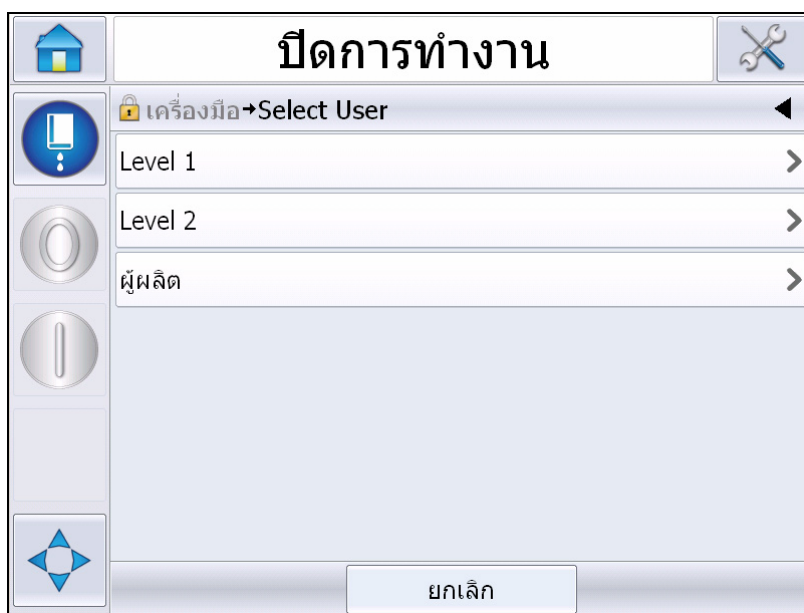 ปิดการทำงาน
เครื่องมือ→Select User
Level 1
Level 2
ผู้ผลิต
ยกเลิก